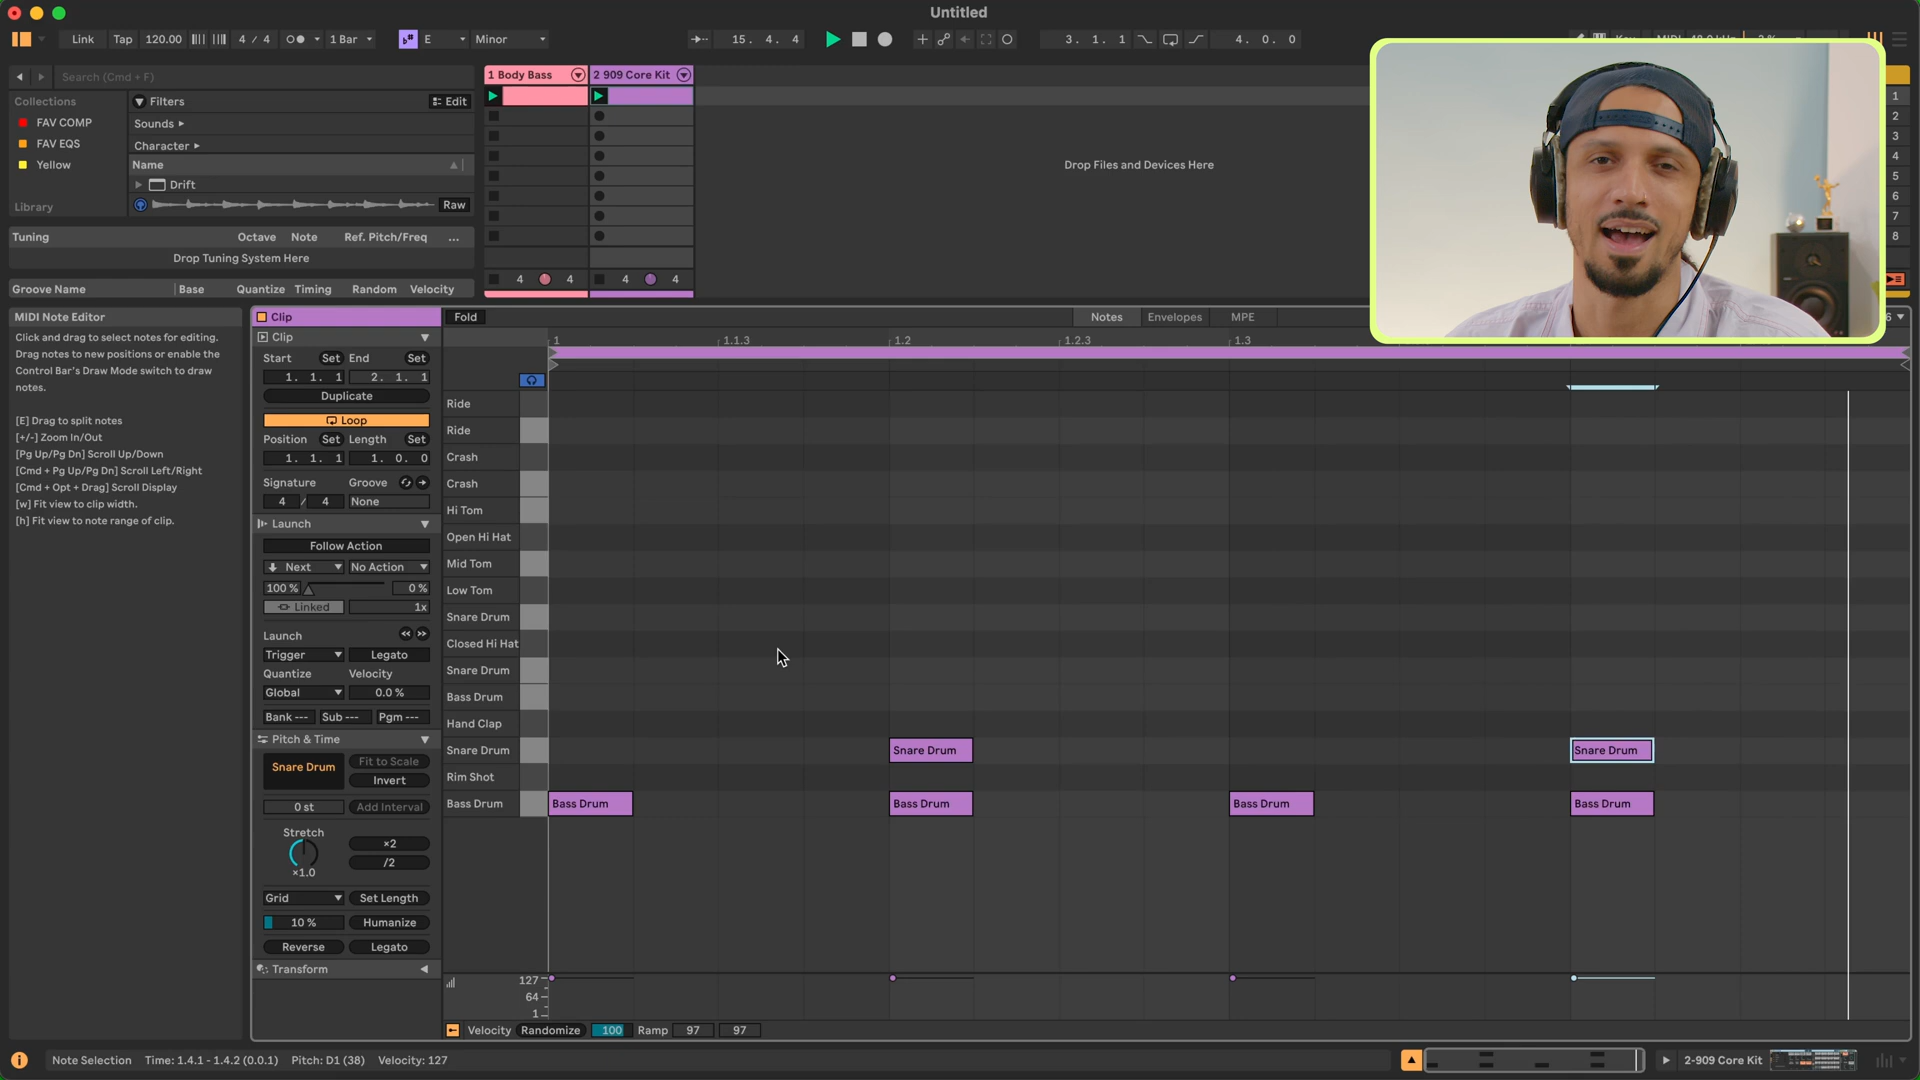 Untitled
Link Tap 120.00 4 / 4 1 Bar E Minor 15. 4. 4 3. 1. 1 4. 0. 0
Search (Cmd + F)
Collections
FAV COMP
FAV EQS
Yellow
Library
Filters Edit
Sounds
Character
Name
Drift
Raw
Tuning Octave Note Ref. Pitch/Freq ...
Drop Tuning System Here
Groove Name Base Quantize Timing Random Velocity
1 Body Bass 2 909 Core Kit
4 4 4 4
Drop Files and Devices Here
1
2
3
4
5
6
7
8
MIDI Note Editor
Click and drag to select notes for editing.
Drag notes to new positions or enable the
Control Bar's Draw Mode switch to draw
notes.
[E] Drag to split notes
[+/-] Zoom In/Out
[Pg Up/Pg Dn] Scroll Up/Down
[Cmd + Pg Up/Pg Dn] Scroll Left/Right
[Cmd + Opt + Drag] Scroll Display
[w] Fit view to clip width.
[h] Fit view to note range of clip.
Clip
Clip
Start Set End Set
1. 1. 1 2. 1. 1
Duplicate
Loop
Position Set Length Set
1. 1. 1 1. 0. 0
Signature Groove
4 / 4 None
Launch
Follow Action
Next No Action
100 % 0 %
Linked 1x
Launch
Trigger Legato
Quantize Velocity
Global 0.0 %
Bank --- Sub --- Pgm ---
Pitch & Time
Snare Drum Fit to Scale
Invert
0 st Add Interval
Stretch
×2
/2
×1.0
Grid Set Length
10 % Humanize
Reverse Legato
Transform
Fold Notes Envelopes MPE
1 1.1.3 1.2 1.2.3 1.3
Ride
Ride
Crash
Crash
Hi Tom
Open Hi Hat
Mid Tom
Low Tom
Snare Drum
Closed Hi Hat
Snare Drum
Bass Drum
Hand Clap
Snare Drum Snare Drum Snare Drum
Rim Shot
Bass Drum Bass Drum Bass Drum Bass Drum Bass Drum
127
64
1
Velocity Randomize 100 Ramp 97 97
Note Selection Time: 1.4.1 - 1.4.2 (0.0.1) Pitch: D1 (38) Velocity: 127
2-909 Core Kit